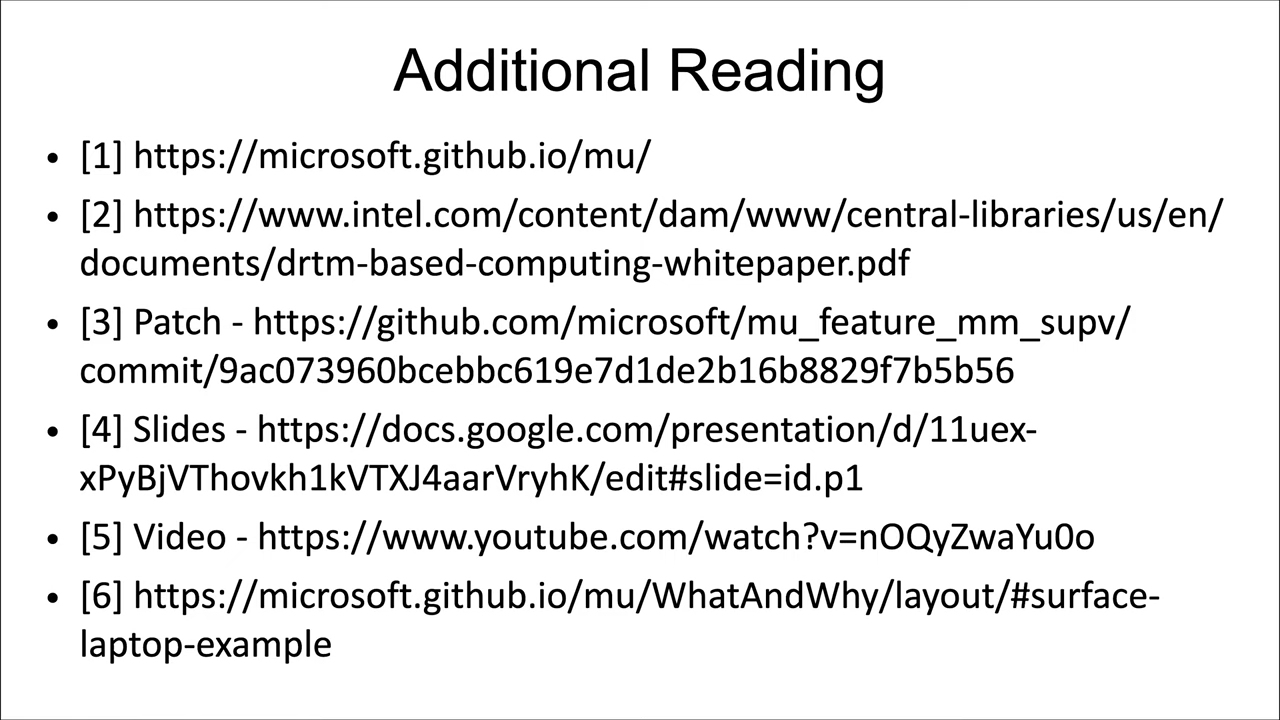 Additional Reading
• [1] https://microsoft.github.io/mu/
• [2] https://www.intel.com/content/dam/www/central-libraries/us/en/
documents/drtm-based-computing-whitepaper.pdf
• [3] Patch - https://github.com/microsoft/mu_feature_mm_supv/
commit/9ac073960bcebbc619e7d1de2b16b8829f7b5b56
• [4] Slides - https://docs.google.com/presentation/d/11uex-
xPyBjVThovkh1kVTXJ4aarVryhK/edit#slide=id.p1
• [5] Video - https://www.youtube.com/watch?v=nOQyZwaYu0o
• [6] https://microsoft.github.io/mu/WhatAndWhy/layout/#surface-
laptop-example